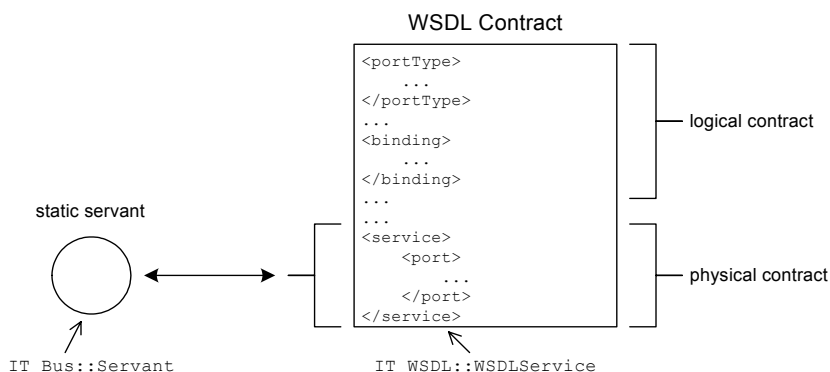 WSDL Contract
<portType>
...
</portType>
...
<binding>
...
</binding>
...
...
<service>
<port>
...
</port>
</service>
logical contract
physical contract
static servant
IT Bus::Servant
IT WSDL::WSDLService